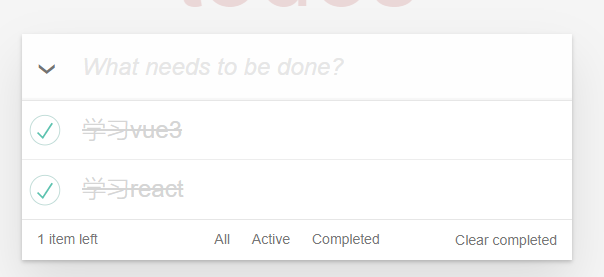 What needs to be done?
学习vue3
学习react
1 item left All Active Completed Clear completed